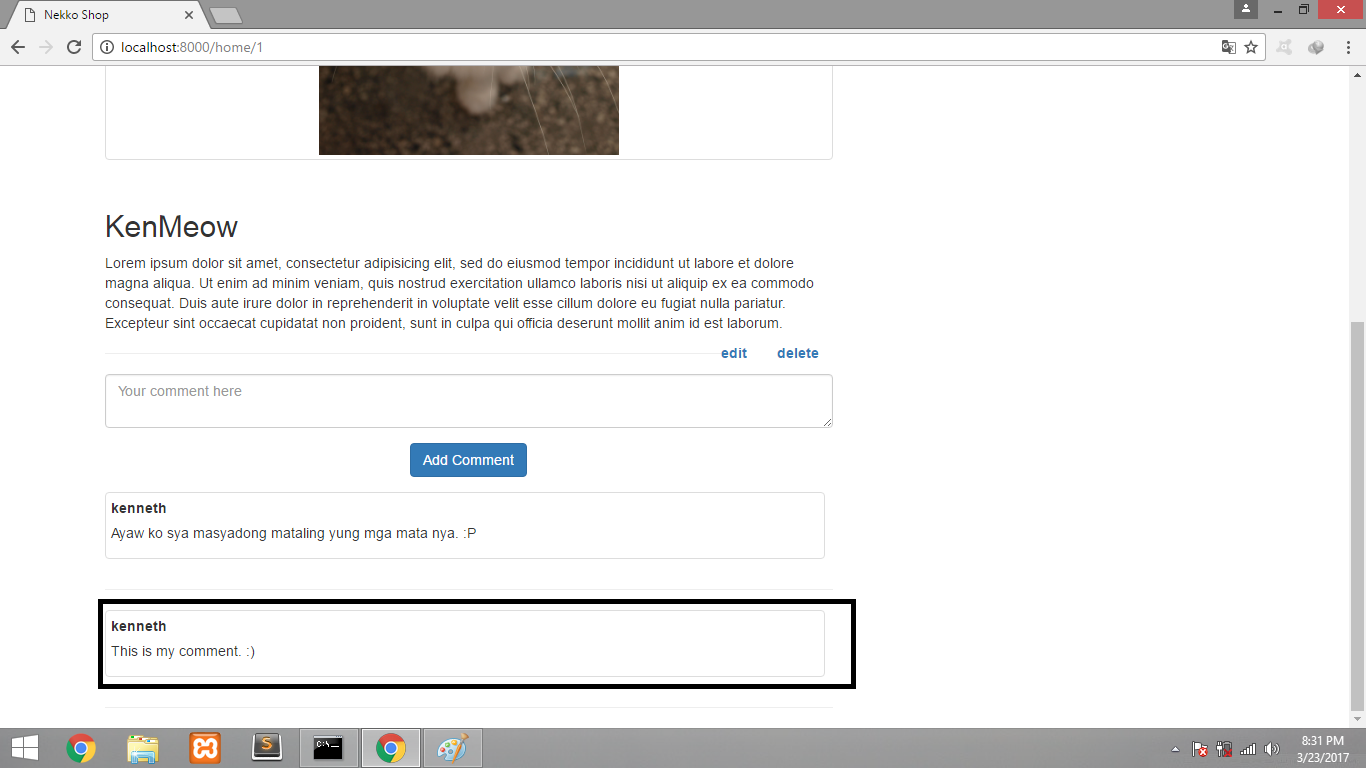 Nekko Shop
localhost:8000/home/1
KenMeow
Lorem ipsum dolor sit amet, consectetur adipisicing elit, sed do eiusmod tempor incididunt ut labore et dolore
magna aliqua. Ut enim ad minim veniam, quis nostrud exercitation ullamco laboris nisi ut aliquip ex ea commodo
consequat. Duis aute irure dolor in reprehenderit in voluptate velit esse cillum dolore eu fugiat nulla pariatur.
Excepteur sint occaecat cupidatat non proident, sunt in culpa qui officia deserunt mollit anim id est laborum.
edit delete
Your comment here
Add Comment
kenneth
Ayaw ko sya masyadong mataling yung mga mata nya. :P
kenneth
This is my comment. :)
8:31 PM
3/23/2017